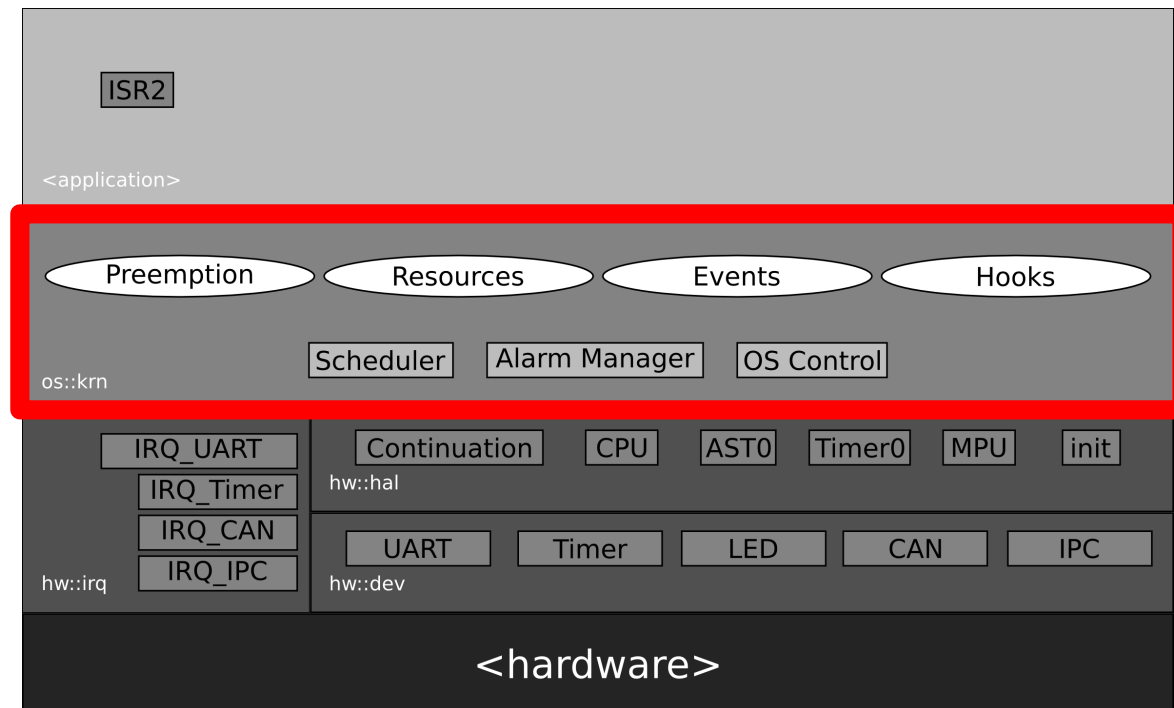 ISR2
<application>
Preemption
Resources
Events
Hooks
Scheduler
Alarm Manager
OS Control
os::krn
IRQ_UART
IRQ_Timer
IRQ_CAN
IRQ_IPC
hw::irq
Continuation
CPU
AST0
Timer0
MPU
init
hw::hal
UART
Timer
LED
CAN
IPC
hw::dev
<hardware>